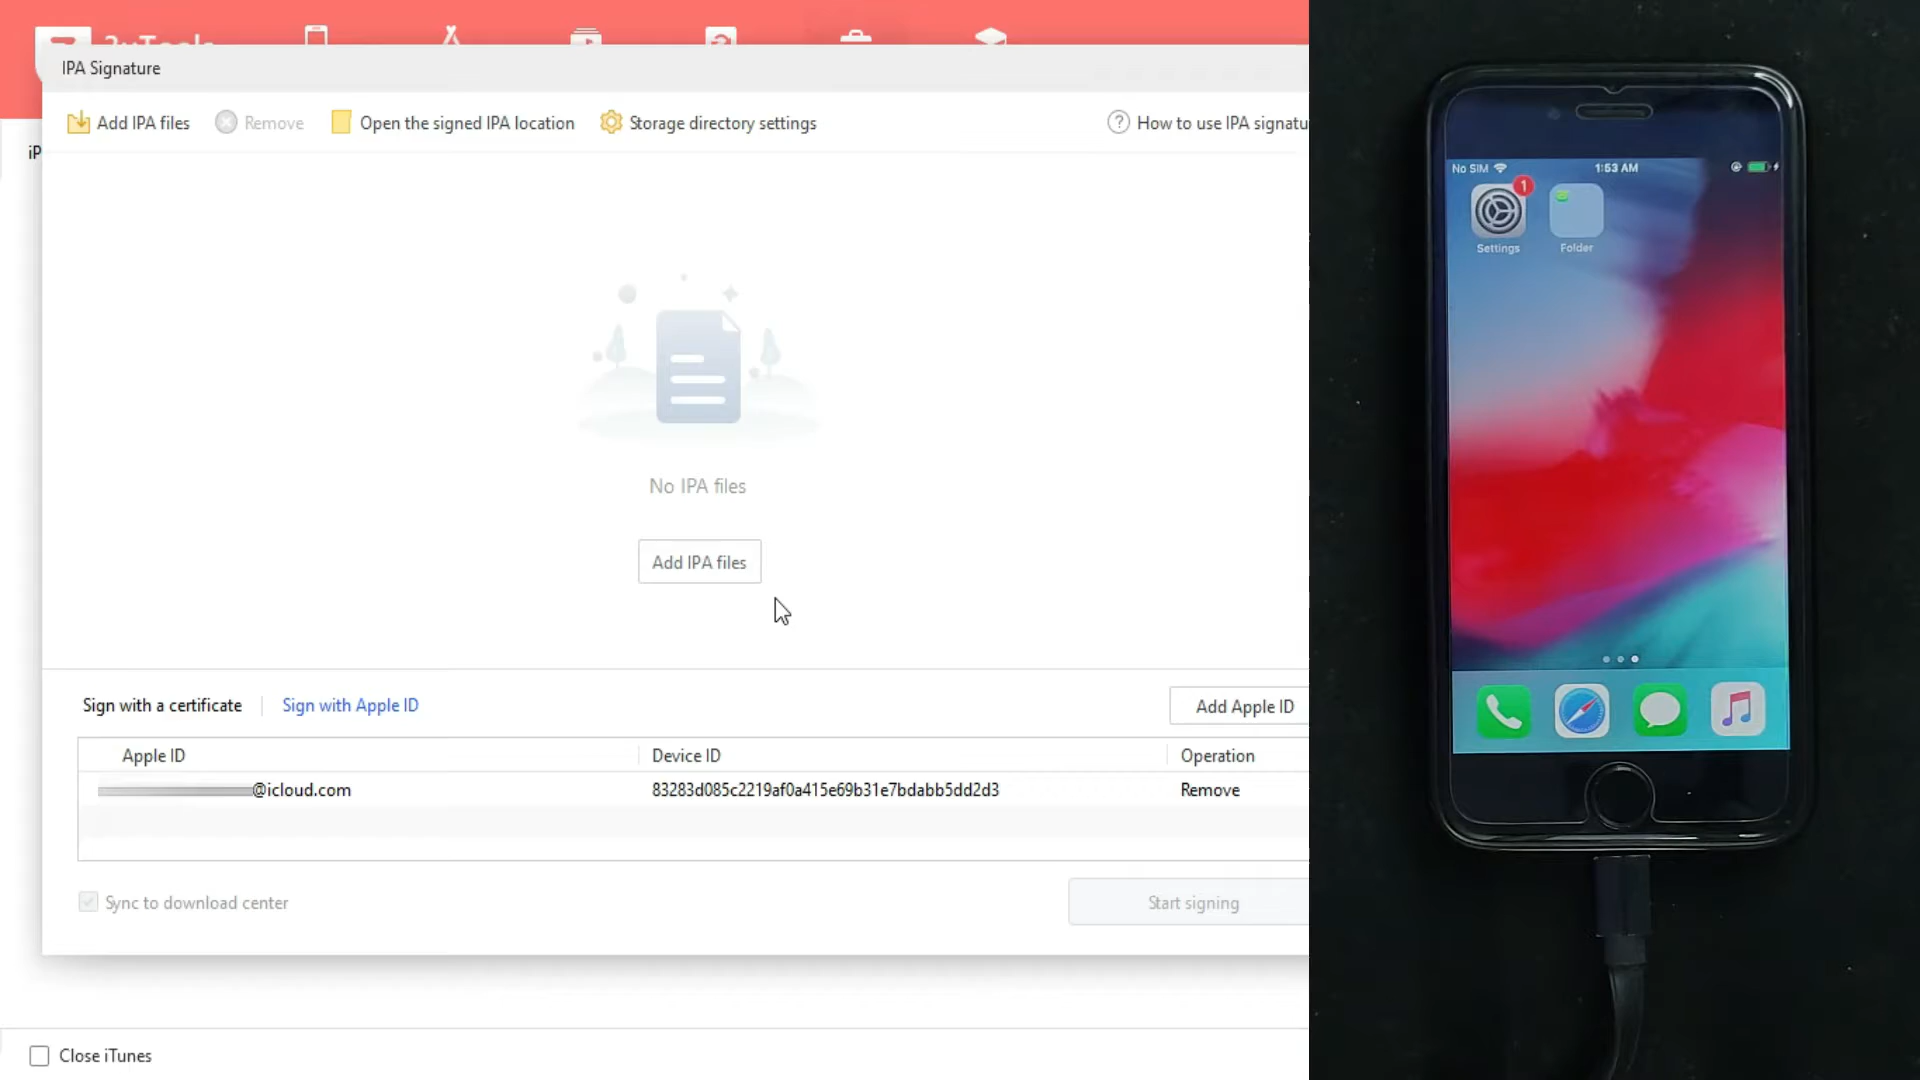 3uTools
IPA Signature
Add IPA files
Remove
Open the signed IPA location
Storage directory settings
How to use IPA signatu
iP
No IPA files
Add IPA files
Sign with a certificate
Sign with Apple ID
Add Apple ID
Apple ID
Device ID
Operation
@icloud.com
83283d085c2219af0a415e69b31e7bdabb5dd2d3
Remove
Sync to download center
Start signing
Close iTunes
No SIM
1:53 AM
1
Settings
Folder